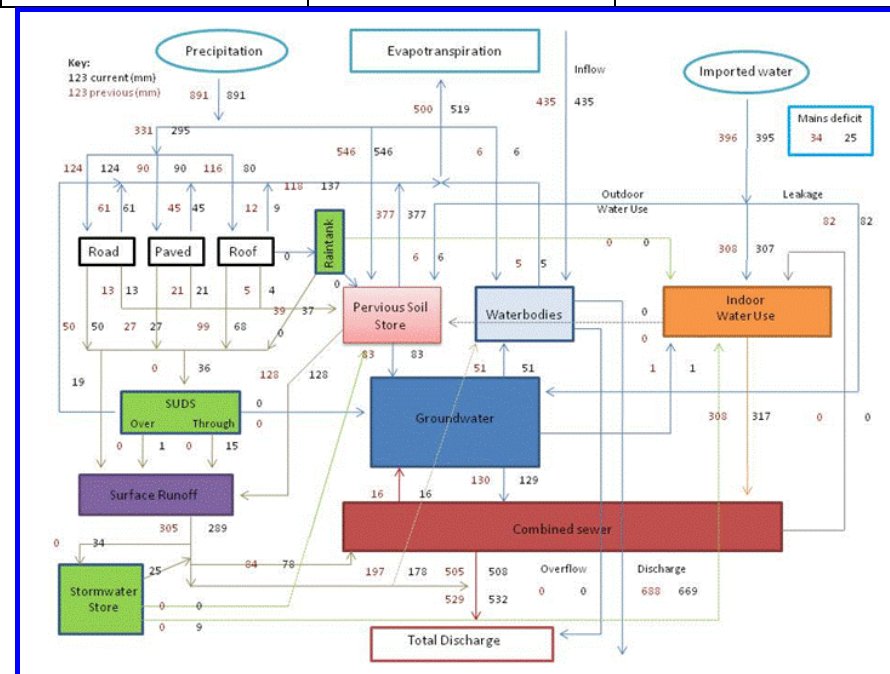 Precipitation
Evapotranspiration
Imported water
Key:
123 current (mm)
123 previous (mm)
Inflow
891 891
500 519
435 435
396 395
Mains deficit
34 25
331 295
546 546
6 6
124 124 90 90 116 80
118 137
Outdoor
Water Use
Leakage
61 61 45 45 12 9
377 377
82 82
Road
Paved
Roof
0
Raintank
6 6
5 5
0 0
308 307
0
13 13 21 21 5 4
39 37
Pervious Soil
Store
Waterbodies
0
Indoor
Water Use
50 50 27 27 99 68 0
0
83 83
19
0 36
128 128
51 51
1 1
SUDS
Over Through
0
0
Groundwater
308 317
0 0
0 1 0 15
Surface Runoff
16 16
130 129
305 289
Combined sewer
0 34
84 78
25
197 178
505 508
Overflow
Discharge
Stormwater
Store
0 0
529 532
0 0
688 669
0 9
Total Discharge